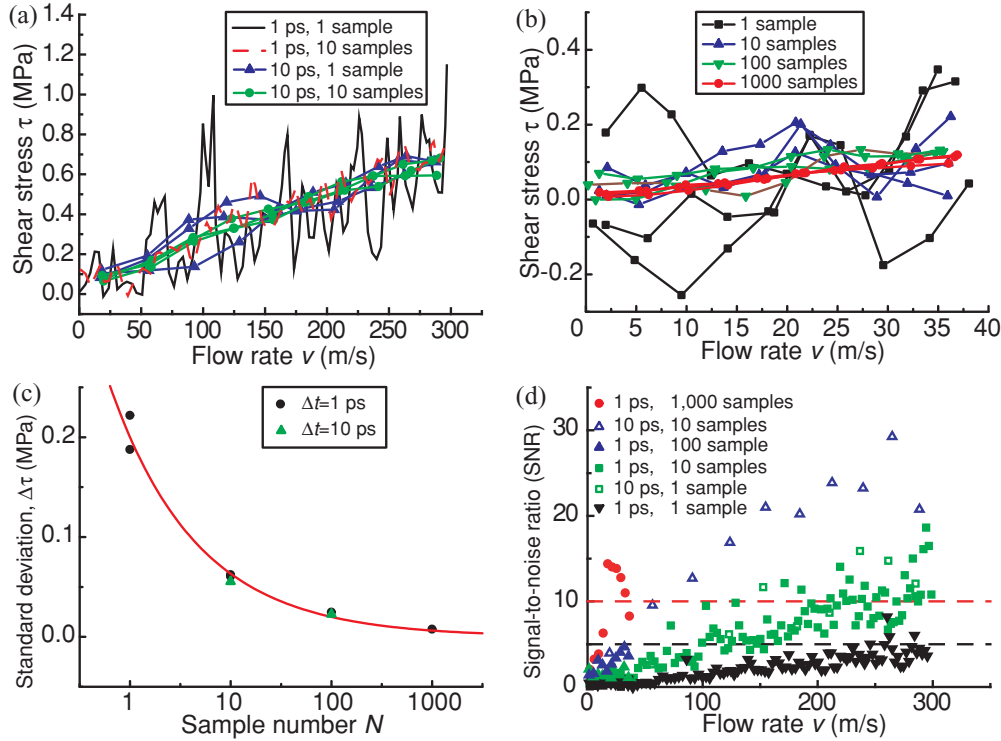 (a)
1 ps, 1 sample
1 ps, 10 samples
10 ps, 1 sample
10 ps, 10 samples
Shear stress τ (MPa)
1.4
1.2
1.0
0.8
0.6
0.4
0.2
0.0
0 50 100 150 200 250 300
Flow rate v (m/s)
(b)
1 sample
10 samples
100 samples
1000 samples
Shear stress τ (MPa)
0.4
0.2
0.0
-0.2
0 5 10 15 20 25 30 35 40
Flow rate v (m/s)
(c)
Δt=1 ps
Δt=10 ps
Standard deviation, Δτ (MPa)
0.2
0.1
0.0
1 10 100 1000
Sample number N
(d)
1 ps, 1,000 samples
10 ps, 10 samples
1 ps, 100 sample
1 ps, 10 samples
10 ps, 1 sample
1 ps, 1 sample
Signal-to-noise ratio (SNR)
30
20
10
0
0 100 200 300
Flow rate v (m/s)